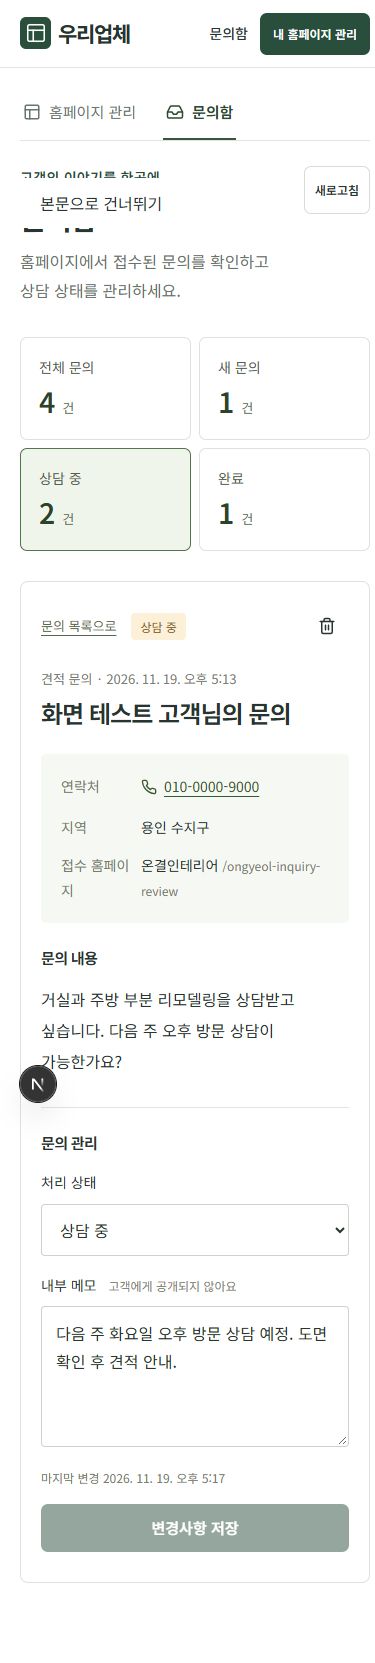 우리업체
문의함
내 홈페이지 관리
홈페이지 관리
문의함
고객의 이야기를 한곳에
새로고침
본문으로 건너뛰기
홈페이지에서 접수된 문의를 확인하고
상담 상태를 관리하세요.
전체 문의
4 건
새 문의
1 건
상담 중
2 건
완료
1 건
문의 목록으로
상담 중
견적 문의 · 2026. 11. 19. 오후 5:13
화면 테스트 고객님의 문의
연락처 010-0000-9000
지역 용인 수지구
접수 홈페이지 온결인테리어 /ongyeol-inquiry-
review
문의 내용
거실과 주방 부분 리모델링을 상담받고
싶습니다. 다음 주 오후 방문 상담이
가능한가요?
N
문의 관리
처리 상태
상담 중
내부 메모 고객에게 공개되지 않아요
다음 주 화요일 오후 방문 상담 예정. 도면
확인 후 견적 안내.
마지막 변경 2026. 11. 19. 오후 5:17
변경사항 저장